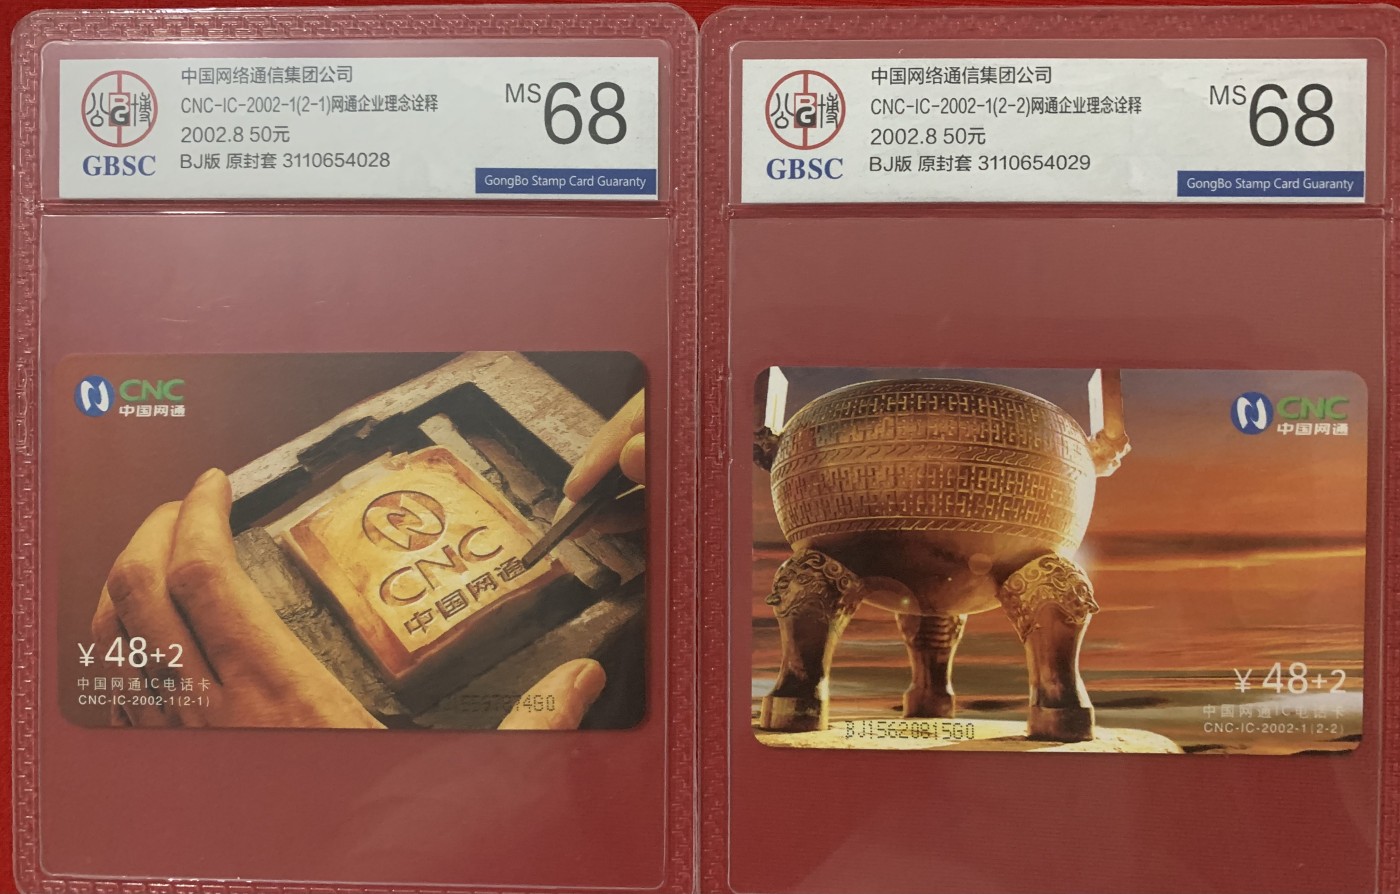 中国网络通信集团公司
CNC-IC-2002-1(2-1)网通企业理念诠释
2002.8 50元
BJ版 原封套 3110654028
MS 68
公博
GBSC
GongBo Stamp Card Guaranty
CNC
中国网通
CNC
中国网通
¥ 48+2
中国网通IC电话卡
CNC-IC-2002-1(2-1)
中国网络通信集团公司
CNC-IC-2002-1(2-2)网通企业理念诠释
2002.8 50元
BJ版 原封套 3110654029
MS 68
公博
GBSC
GongBo Stamp Card Guaranty
CNC
中国网通
¥ 48+2
中国网通IC电话卡
CNC-IC-2002-1(2-2)
BJ15620815G0